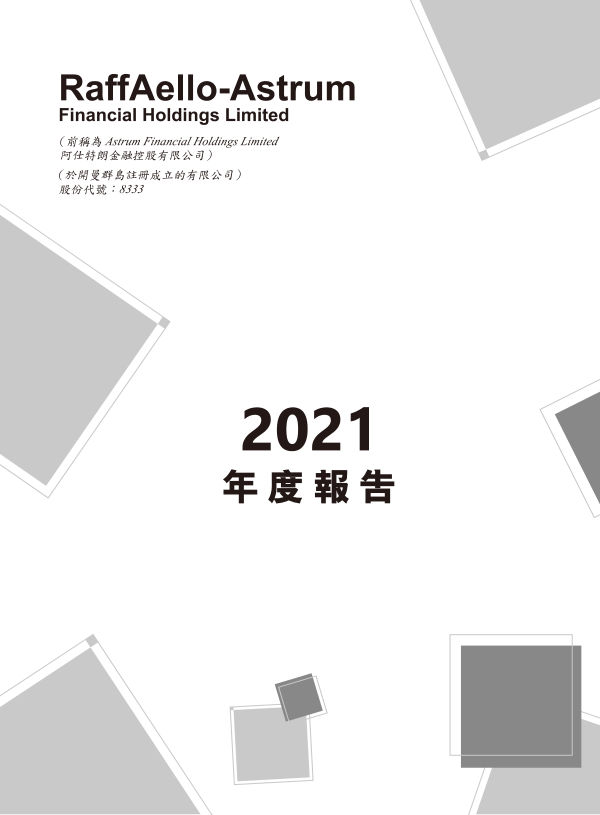 RaffAello-Astrum
Financial Holdings Limited
(前稱為 Astrum Financial Holdings Limited
阿仕特朗金融控股有限公司)
(於開曼群島註冊成立的有限公司)
股份代號：8333
2021
年度報告